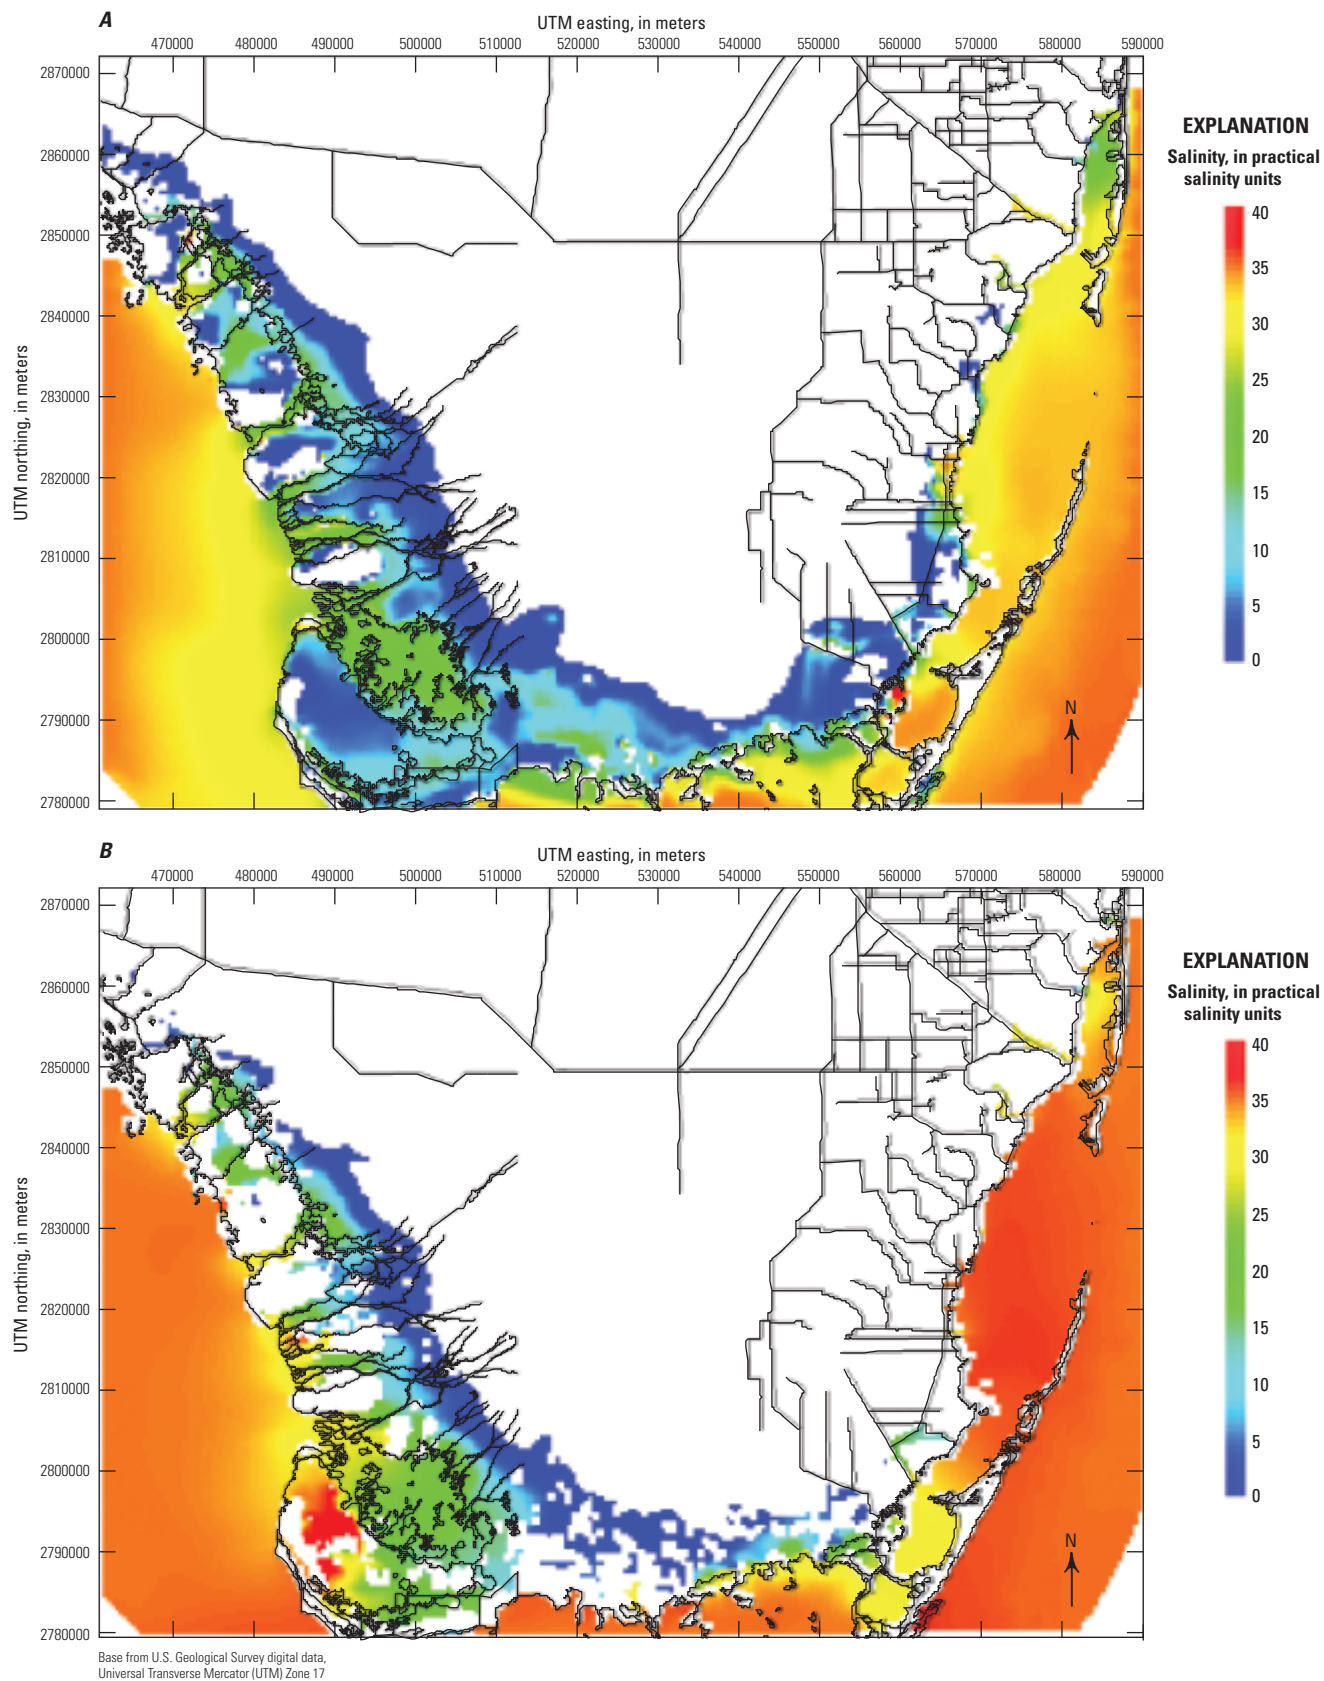 A
UTM easting, in meters
470000 480000 490000 500000 510000 520000 530000 540000 550000 560000 570000 580000 590000
2870000
2860000
2850000
2840000
2830000
2820000
2810000
2800000
2790000
2780000
UTM northing, in meters
N
EXPLANATION
Salinity, in practical
salinity units
40
35
30
25
20
15
10
5
0
B
UTM easting, in meters
470000 480000 490000 500000 510000 520000 530000 540000 550000 560000 570000 580000 590000
2870000
2860000
2850000
2840000
2830000
2820000
2810000
2800000
2790000
2780000
UTM northing, in meters
N
EXPLANATION
Salinity, in practical
salinity units
40
35
30
25
20
15
10
5
0
Base from U.S. Geological Survey digital data,
Universal Transverse Mercator (UTM) Zone 17